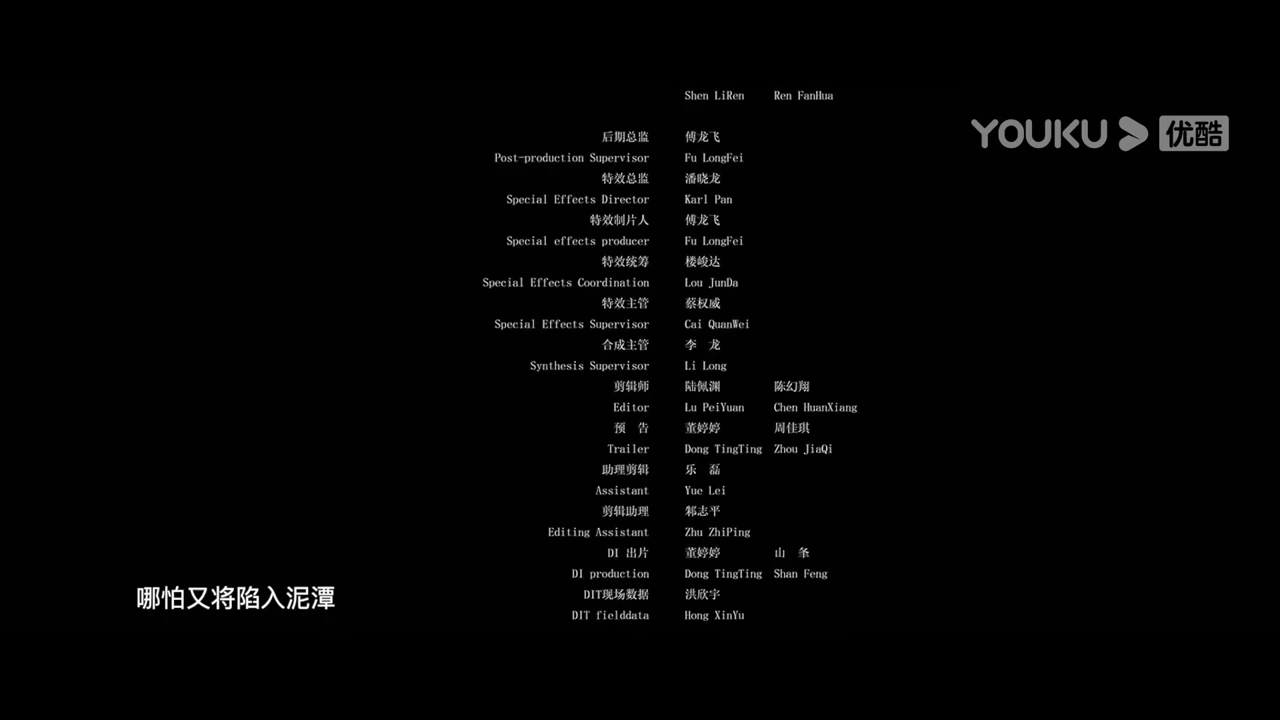 Shen LiRen Ren FanHua
YOUKU 优酷
后期总监 傅龙飞
Post-production Supervisor Fu LongFei
特效总监 潘晓龙
Special Effects Director Karl Pan
特效制片人 傅龙飞
Special effects producer Fu LongFei
特效统筹 楼峻达
Special Effects Coordination Lou JunDa
特效主管 蔡权威
Special Effects Supervisor Cai QuanWei
合成主管 李 龙
Synthesis Supervisor Li Long
剪辑师 陆佩渊 陈幻翔
Editor Lu PeiYuan Chen HuanXiang
预 告 董婷婷 周佳琪
Trailer Dong TingTing Zhou JiaQi
助理剪辑 乐 磊
Assistant Yue Lei
剪辑助理 邾志平
Editing Assistant Zhu ZhiPing
DI 出片 董婷婷 山
DI production Dong TingTing Shan Feng
DIT现场数据 洪欣宇
DIT fielddata Hong XinYu
哪怕又将陷入泥潭